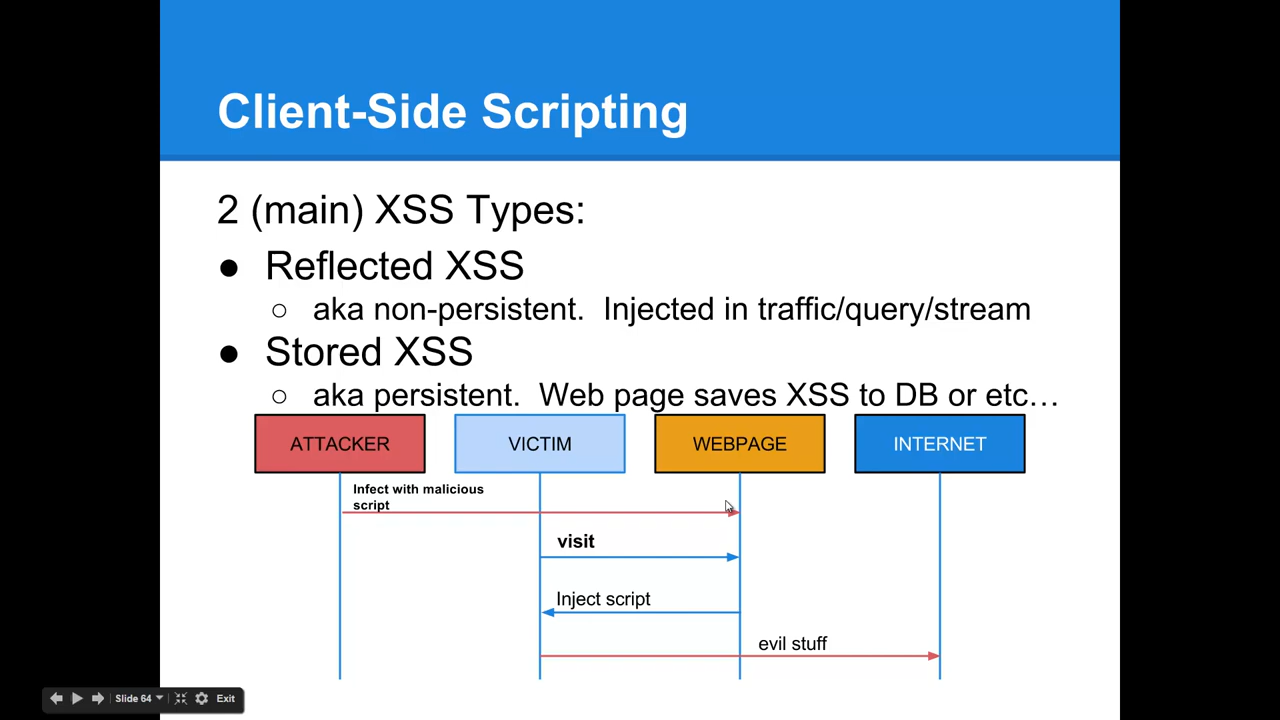 Client-Side Scripting
2 (main) XSS Types:
● Reflected XSS
○ aka non-persistent. Injected in traffic/query/stream
● Stored XSS
○ aka persistent. Web page saves XSS to DB or etc…
ATTACKER
VICTIM
WEBPAGE
INTERNET
Infect with malicious
script
visit
Inject script
evil stuff
Slide 64
Exit